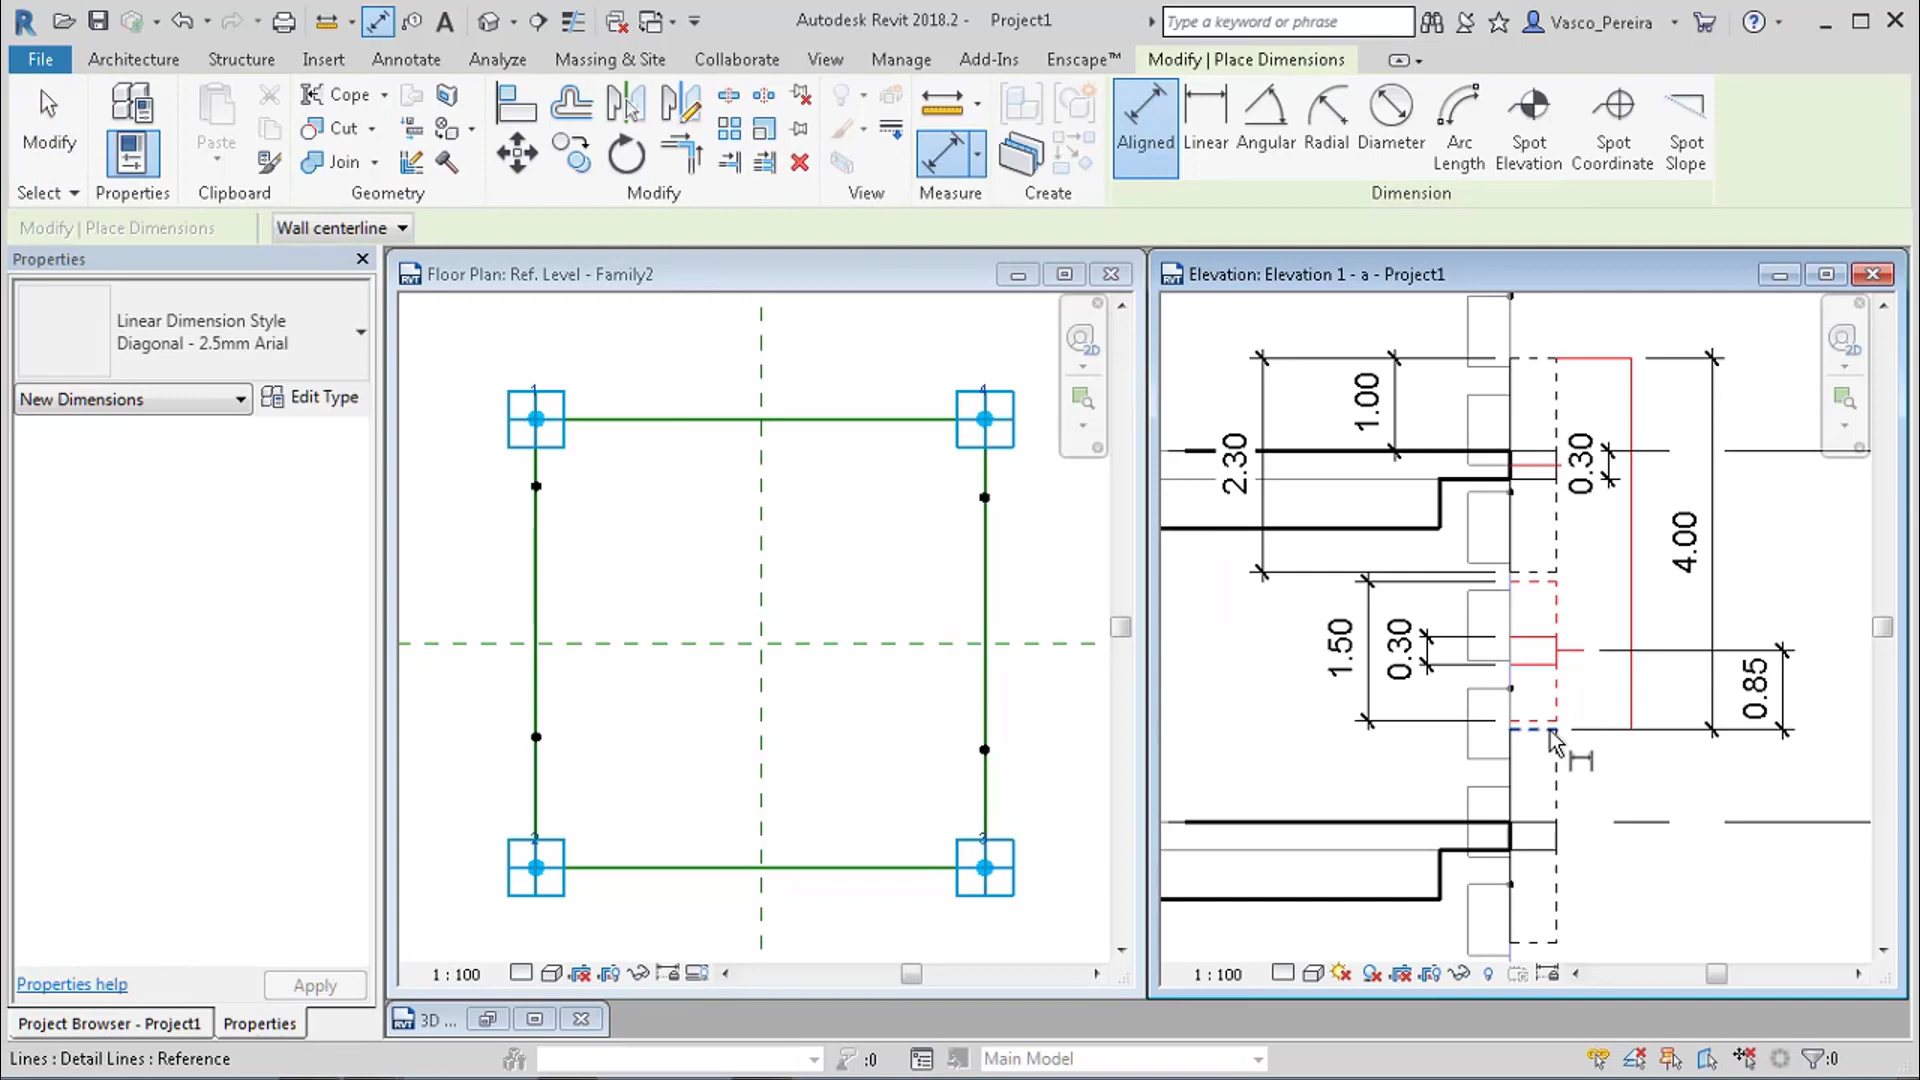 Autodesk Revit 2018.2 - Project1
Type a keyword or phrase
Vasco_Pereira
File
Architecture
Structure
Insert
Annotate
Analyze
Massing & Site
Collaborate
View
Manage
Add-Ins
Enscape™
Modify | Place Dimensions
Modify
Select
Properties
Paste
Clipboard
Cope
Cut
Join
Geometry
Modify
View
Measure
Create
Aligned
Linear
Angular
Radial
Diameter
Arc
Length
Spot
Elevation
Spot
Coordinate
Spot
Slope
Dimension
Modify | Place Dimensions
Wall centerline
Properties
Linear Dimension Style
Diagonal - 2.5mm Arial
New Dimensions
Edit Type
Properties help
Apply
Project Browser - Project1
Properties
Floor Plan: Ref. Level - Family2
2D
1
4
2
3
1 : 100
3D ...
Elevation: Elevation 1 - a - Project1
2D
1.00
2.30
0.30
4.00
1.50
0.30
0.85
1 : 100
Lines : Detail Lines : Reference
:0
Main Model
:0